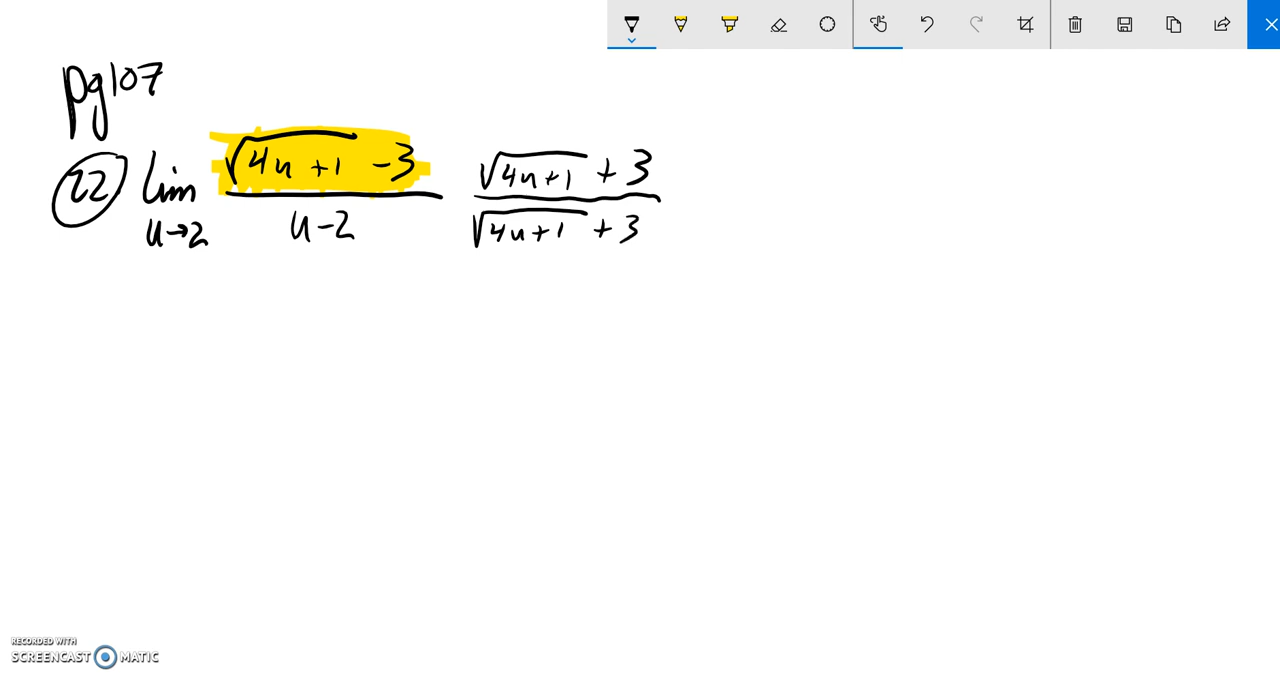 pg107
22 lim u→2 (√(4u+1) -3)/(u-2) (√(4u+1) +3)/(√(4u+1) +3)
RECORDED WITH
SCREENCAST MATIC